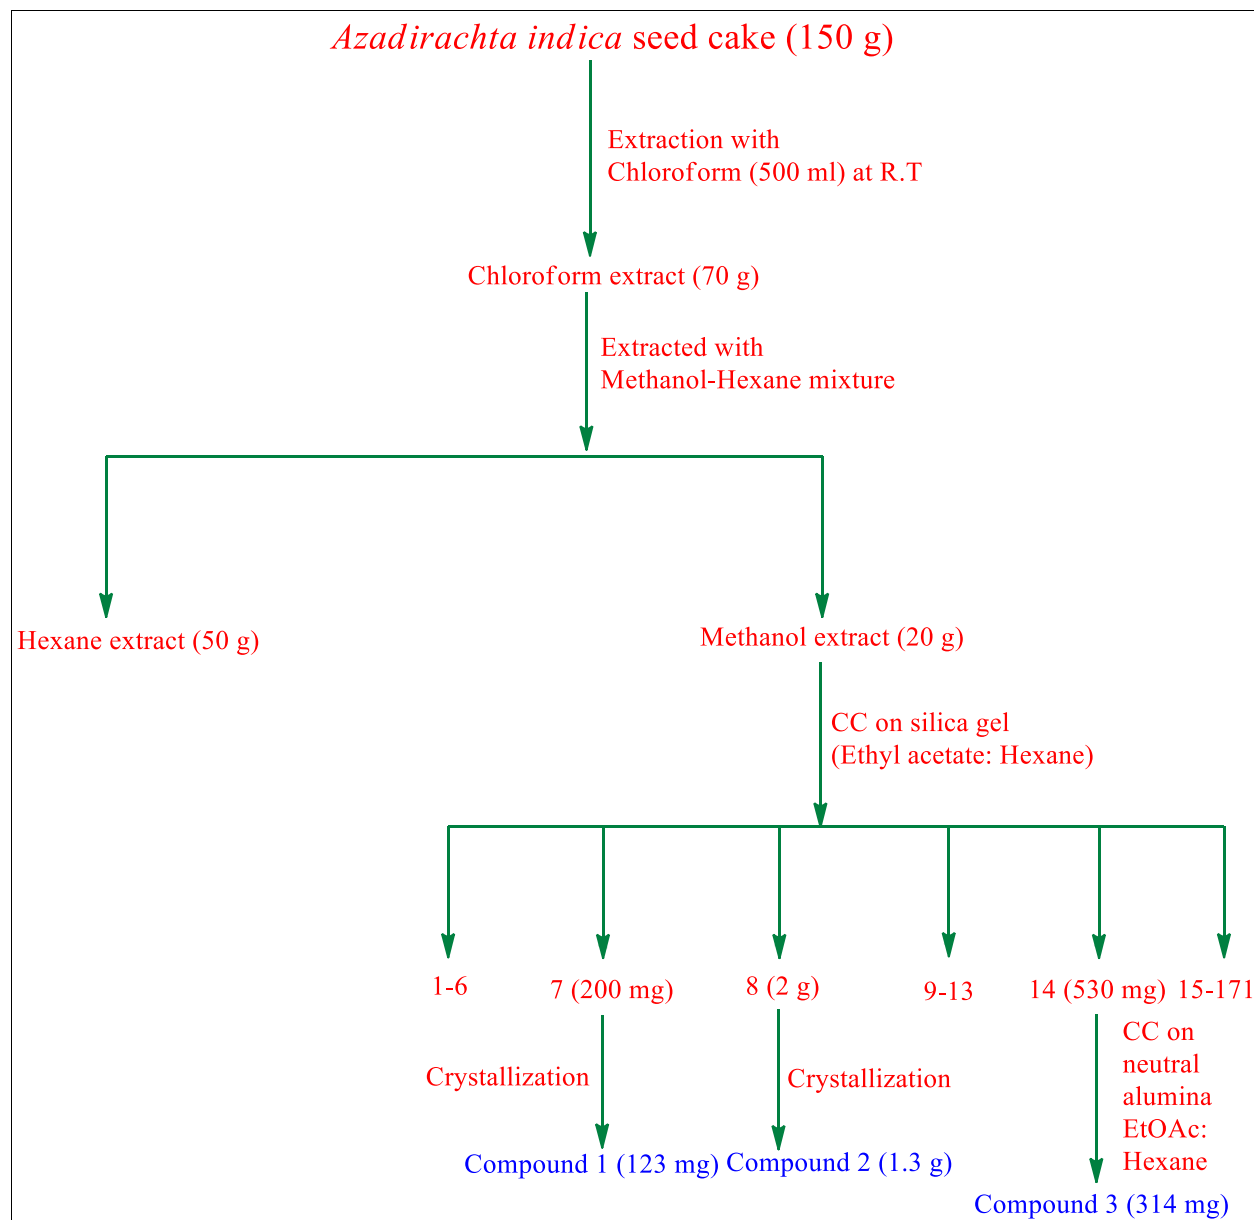 Azadirachta indica seed cake (150 g)
Extraction with
Chloroform (500 ml) at R.T
Chloroform extract (70 g)
Extracted with
Methanol-Hexane mixture
Hexane extract (50 g)
Methanol extract (20 g)
CC on silica gel
(Ethyl acetate: Hexane)
1-6
7 (200 mg)
8 (2 g)
9-13
14 (530 mg)
15-171
Crystallization
Crystallization
CC on
neutral
alumina
EtOAc:
Hexane
Compound 1 (123 mg)
Compound 2 (1.3 g)
Compound 3 (314 mg)